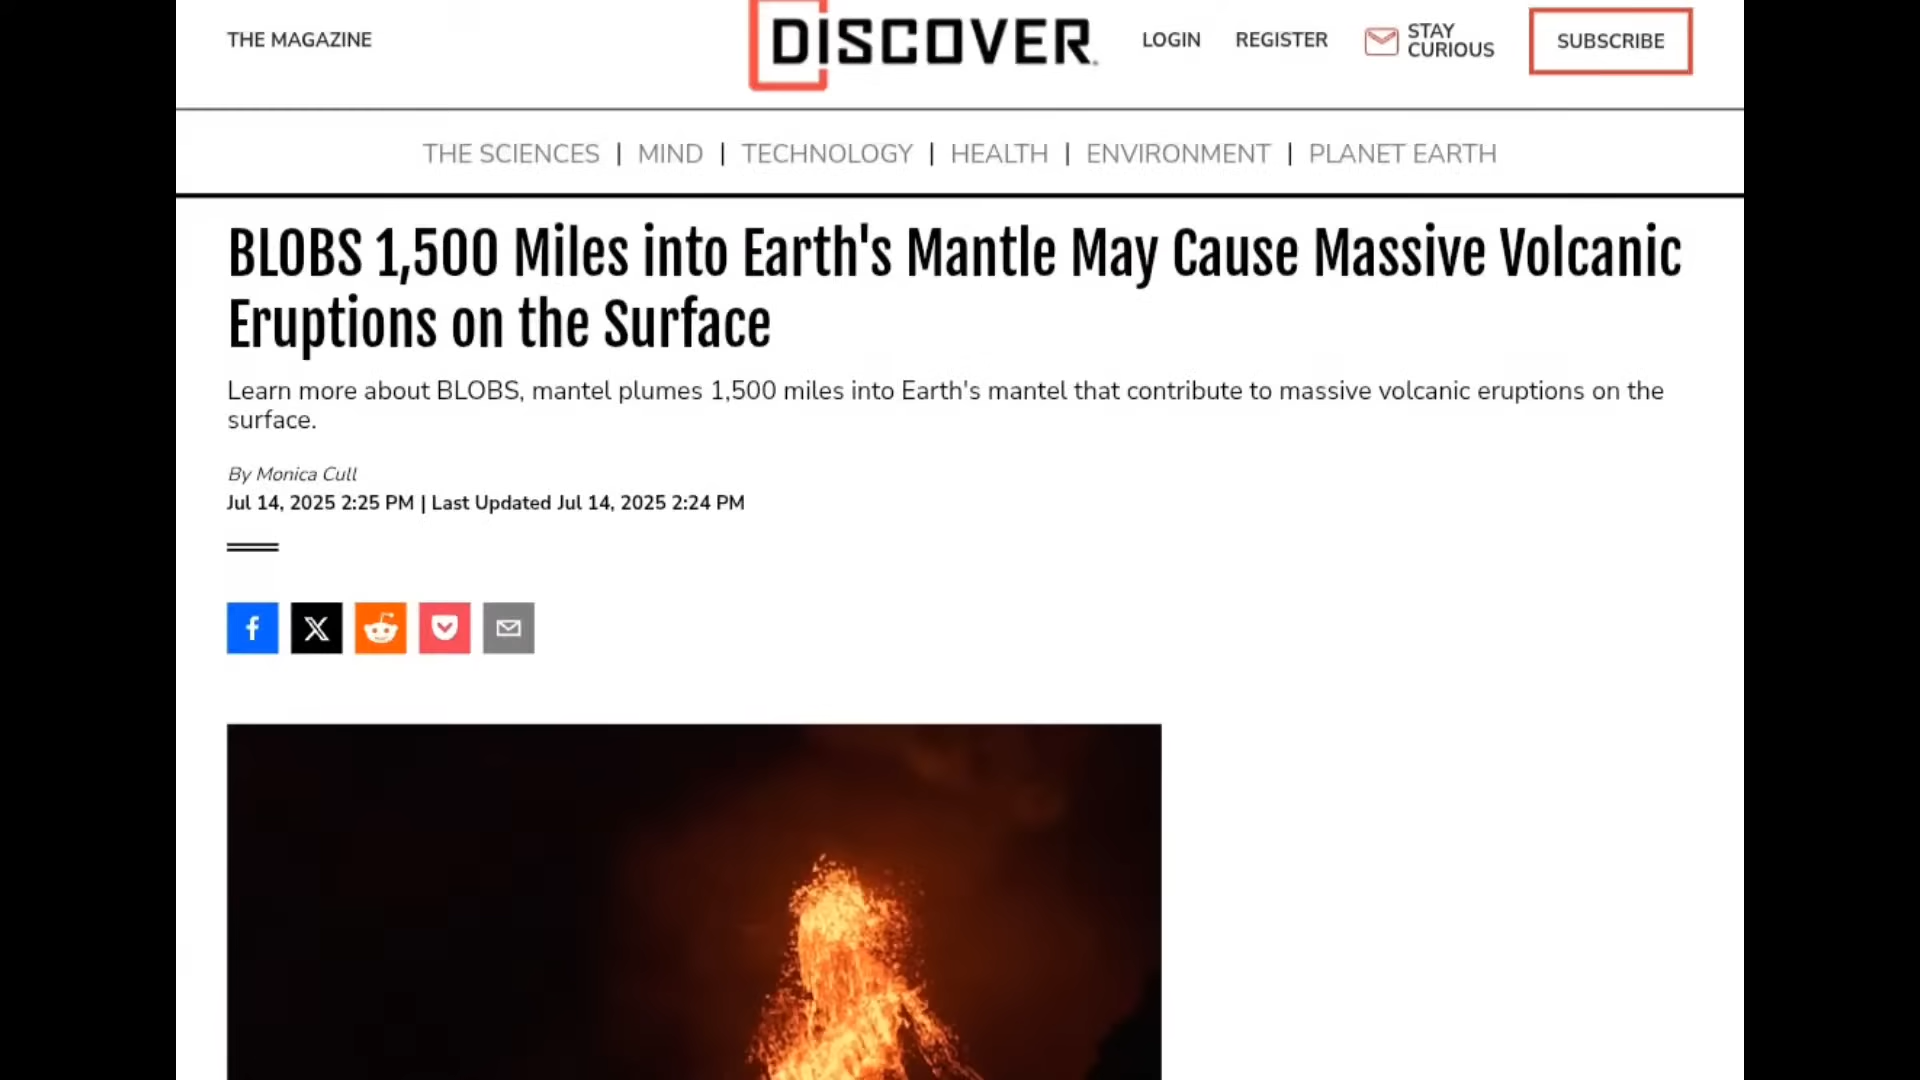 THE MAGAZINE
DISCOVER
LOGIN
REGISTER
STAY
CURIOUS
SUBSCRIBE
THE SCIENCES | MIND | TECHNOLOGY | HEALTH | ENVIRONMENT | PLANET EARTH
BLOBS 1,500 Miles into Earth's Mantle May Cause Massive Volcanic
Eruptions on the Surface
Learn more about BLOBS, mantel plumes 1,500 miles into Earth's mantel that contribute to massive volcanic eruptions on the
surface.
By Monica Cull
Jul 14, 2025 2:25 PM | Last Updated Jul 14, 2025 2:24 PM